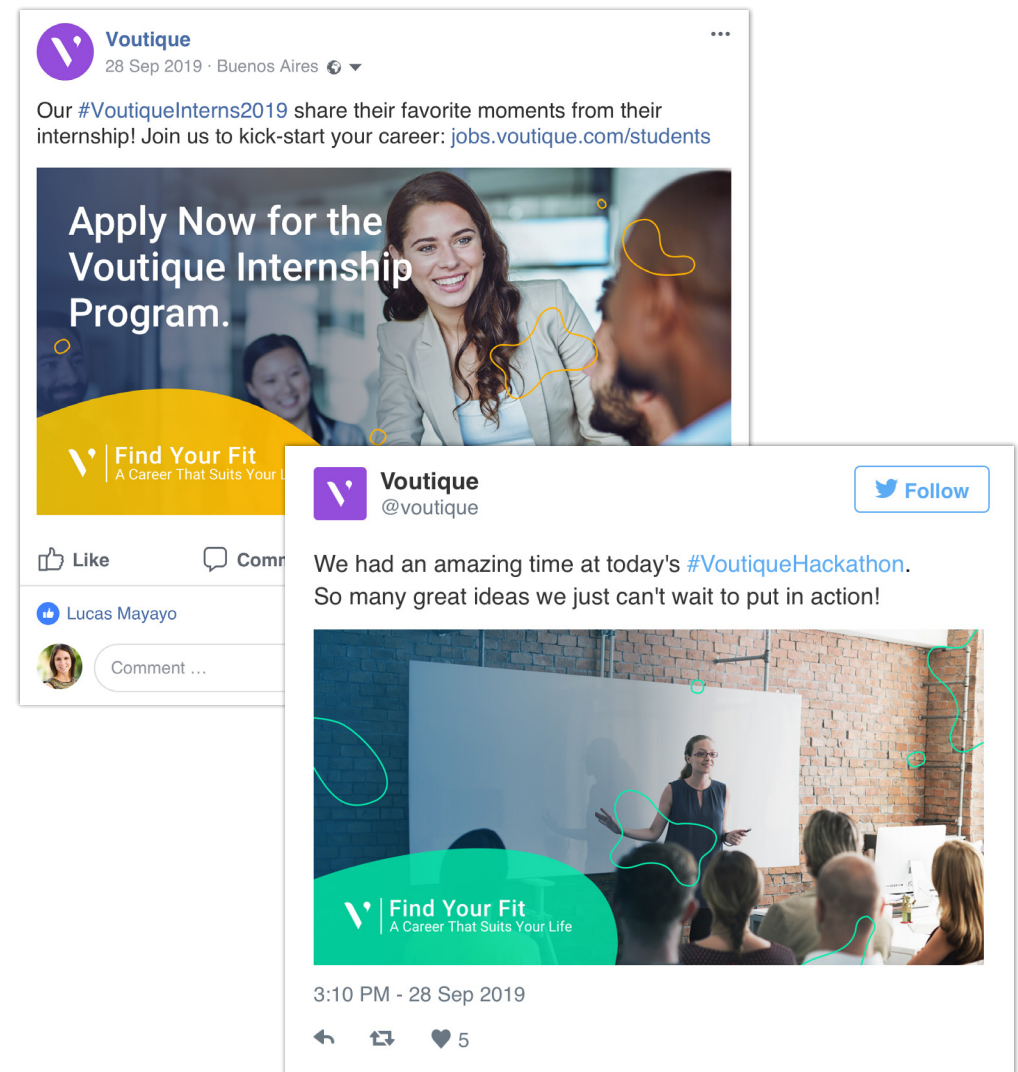 Voutique
28 Sep 2019 · Buenos Aires
Our #VoutiqueInterns2019 share their favorite moments from their
internship! Join us to kick-start your career: jobs.voutique.com/students
Apply Now for the
Voutique Internship
Program.
Find Your Fit
A Career That Suits Your
Like
Lucas Mayayo
Comment ...
Voutique
@voutique
Follow
We had an amazing time at today's #VoutiqueHackathon.
So many great ideas we just can't wait to put in action!
Find Your Fit
A Career That Suits Your Life
3:10 PM - 28 Sep 2019
5